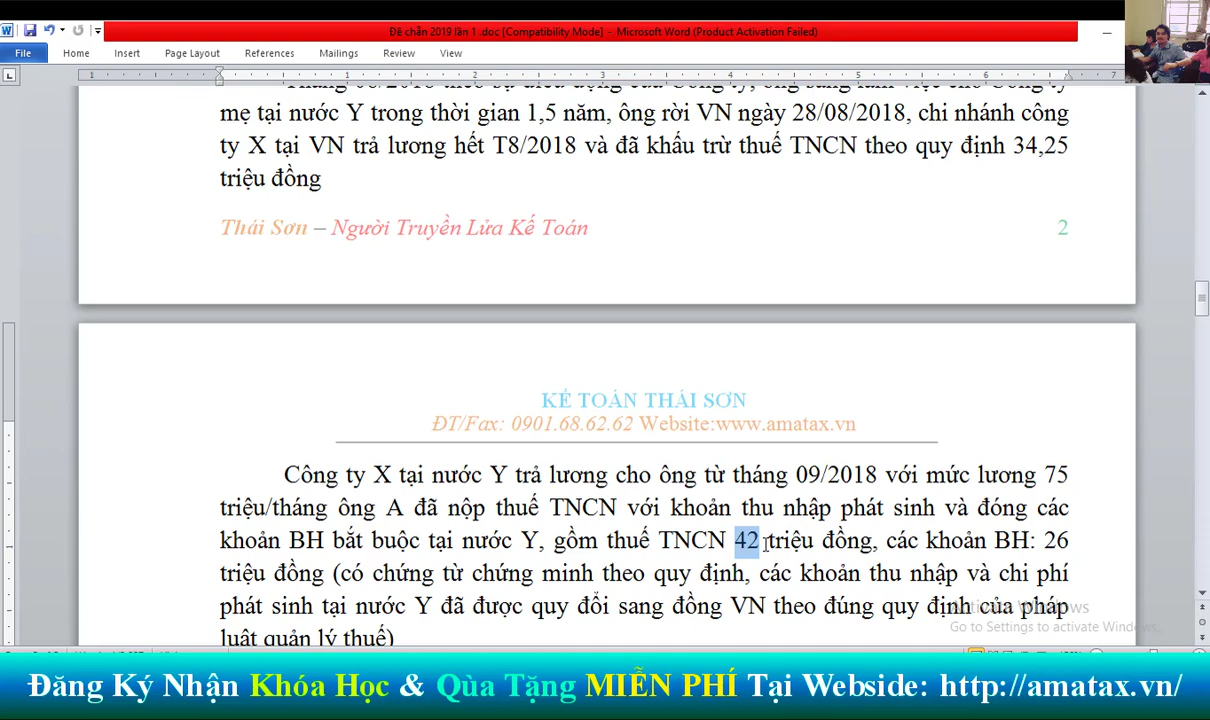 Đề chẵn 2019 lần 1 .doc [Compatibility Mode] - Microsoft Word (Product Activation Failed)
File Home Insert Page Layout References Mailings Review View
1 1 2 3 4 5 6 7
mẹ tại nước Y trong thời gian 1,5 năm, ông rời VN ngày 28/08/2018, chi nhánh công
ty X tại VN trả lương hết T8/2018 và đã khấu trừ thuế TNCN theo quy định 34,25
triệu đồng
Thái Sơn – Người Truyền Lửa Kế Toán 2
KẾ TOÁN THÁI SƠN
ĐT/Fax: 0901.68.62.62 Website:www.amatax.vn
Công ty X tại nước Y trả lương cho ông từ tháng 09/2018 với mức lương 75
triệu/tháng ông A đã nộp thuế TNCN với khoản thu nhập phát sinh và đóng các
khoản BH bắt buộc tại nước Y, gồm thuế TNCN 42 triệu đồng, các khoản BH: 26
triệu đồng (có chứng từ chứng minh theo quy định, các khoản thu nhập và chi phí
phát sinh tại nước Y đã được quy đổi sang đồng VN theo đúng quy định của pháp
luật quản lý thuế)
Activate Windows
Go to Settings to activate Windows.
Đăng Ký Nhận Khóa Học & Qùa Tặng MIỄN PHÍ Tại Webside: http://amatax.vn/